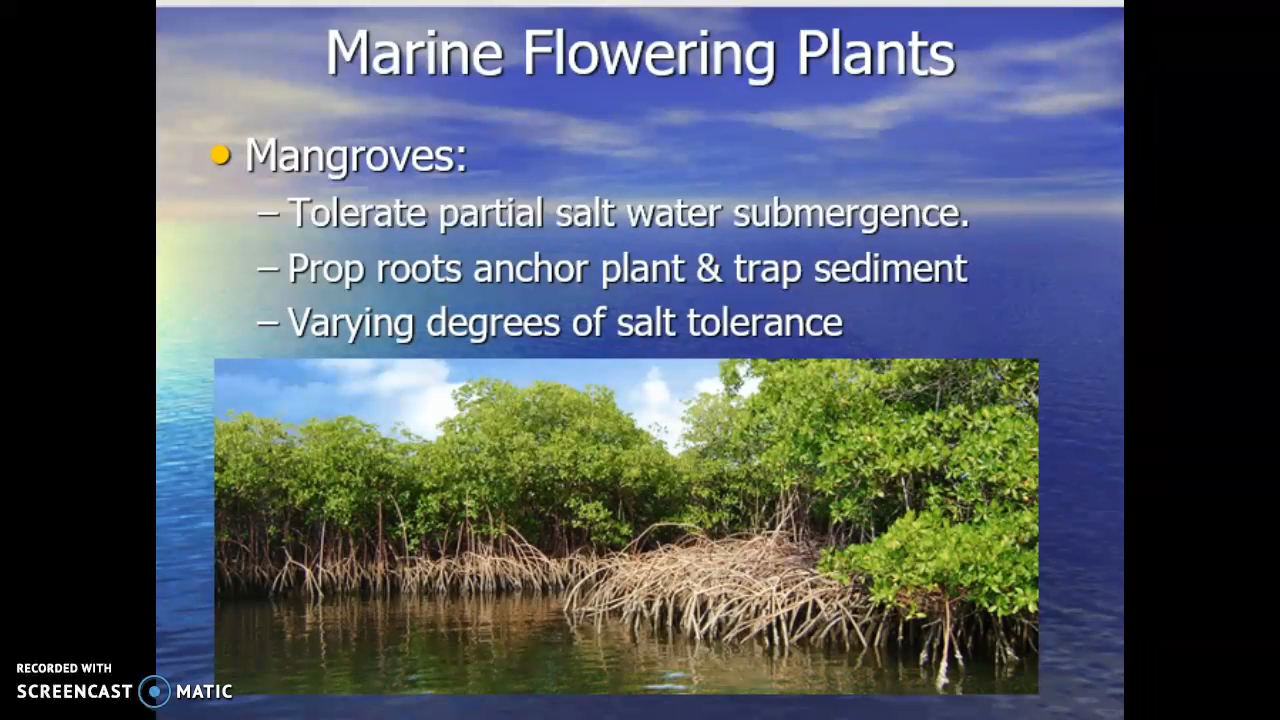 Marine Flowering Plants
Mangroves:
– Tolerate partial salt water submergence.
– Prop roots anchor plant & trap sediment
– Varying degrees of salt tolerance
RECORDED WITH
SCREENCAST MATIC